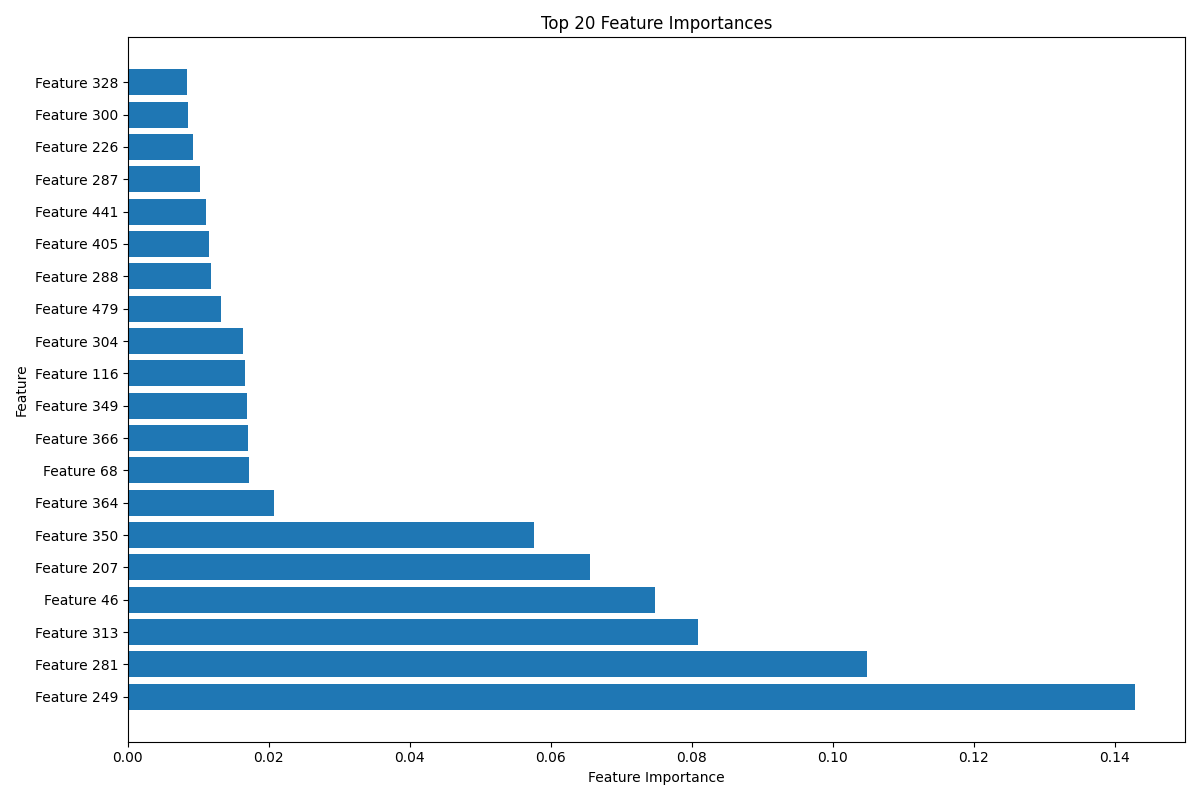 Top 20 Feature Importances
Feature
Feature 328
Feature 300
Feature 226
Feature 287
Feature 441
Feature 405
Feature 288
Feature 479
Feature 304
Feature 116
Feature 349
Feature 366
Feature 68
Feature 364
Feature 350
Feature 207
Feature 46
Feature 313
Feature 281
Feature 249
0.00 0.02 0.04 0.06 0.08 0.10 0.12 0.14
Feature Importance